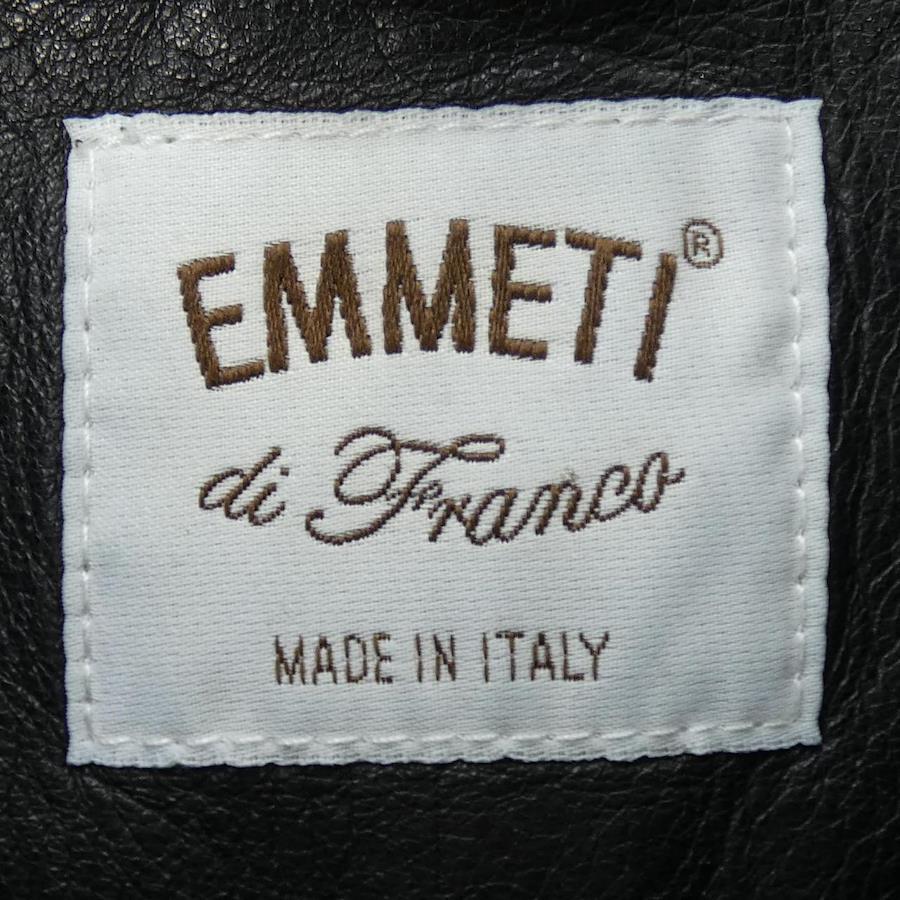 EMMETI®
di Franco
MADE IN ITALY